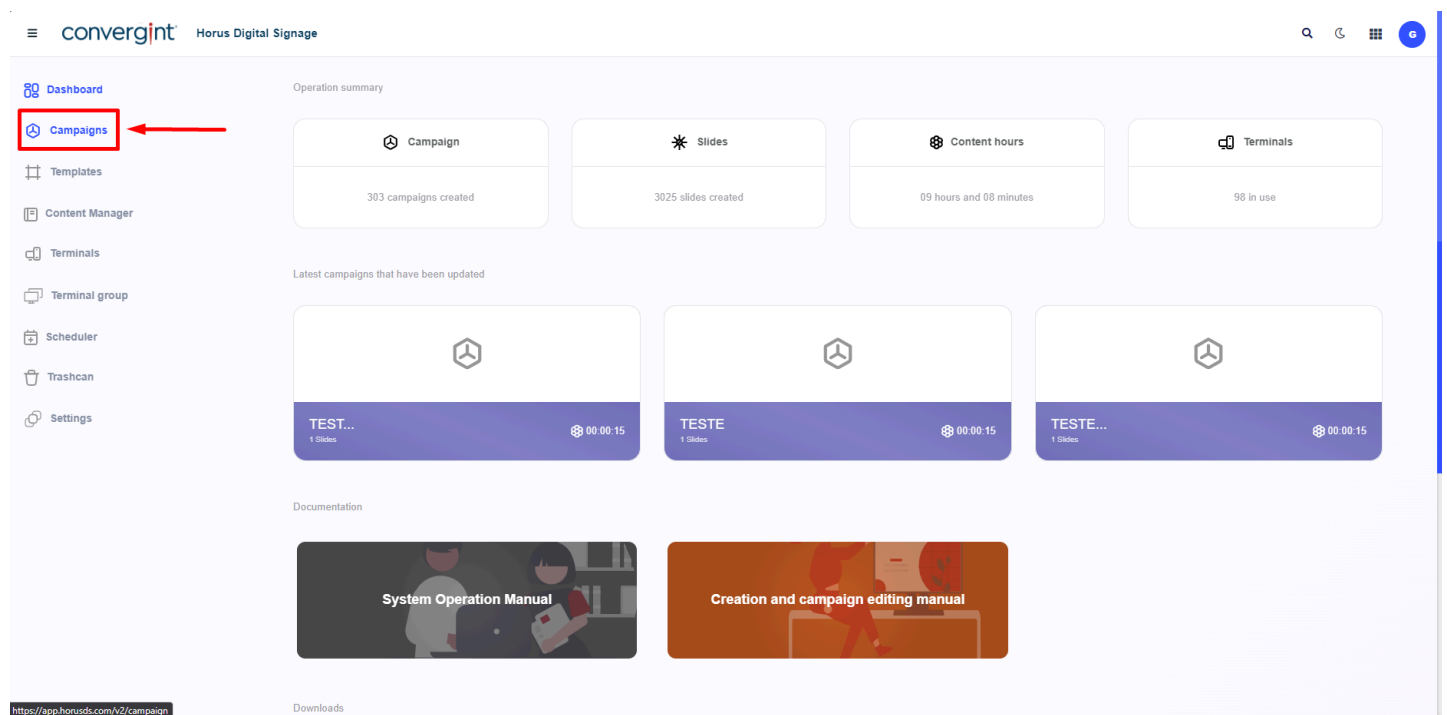 convergint Horus Digital Signage
G
Dashboard
Campaigns
Templates
Content Manager
Terminals
Terminal group
Scheduler
Trashcan
Settings
Operation summary
Campaign
303 campaigns created
Slides
3025 slides created
Content hours
09 hours and 08 minutes
Terminals
98 in use
Latest campaigns that have been updated
TEST...
1 Slides
00:00:15
TESTE
1 Slides
00:00:15
TESTE...
1 Slides
00:00:15
Documentation
System Operation Manual
Creation and campaign editing manual
Downloads
https://app.horusds.com/v2/campaign